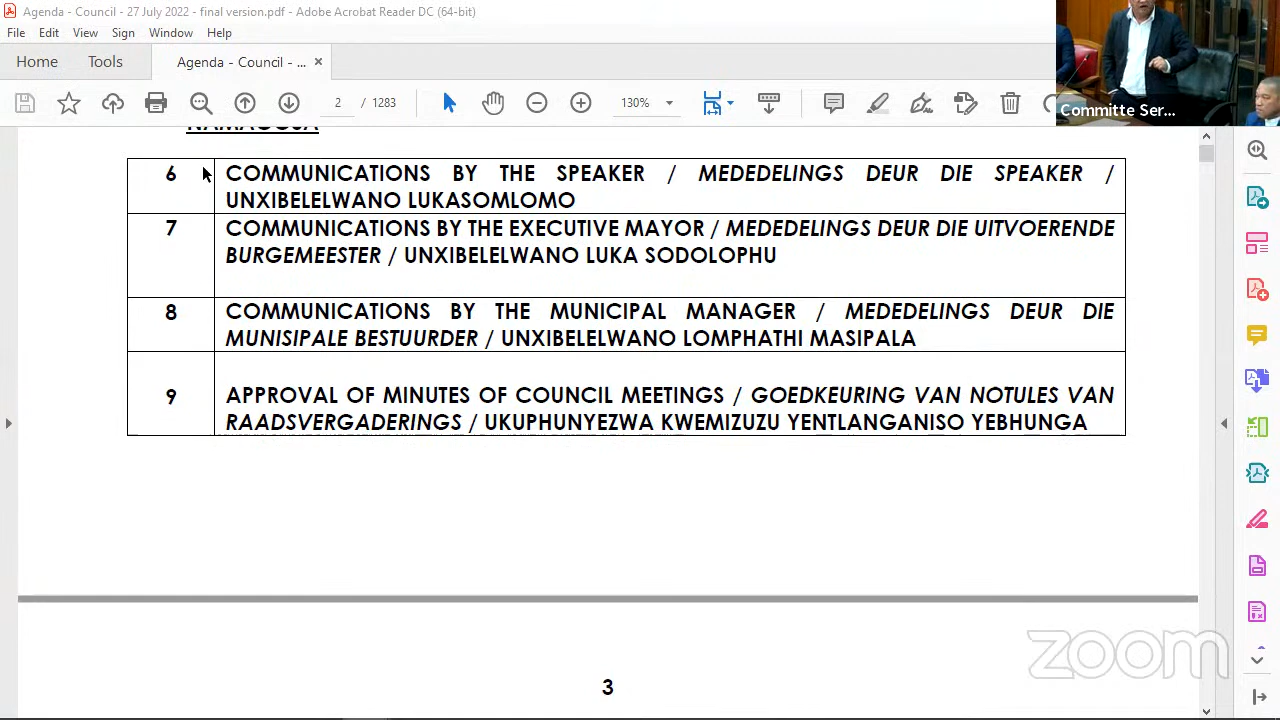 Agenda - Council - 27 July 2022 - final version.pdf - Adobe Acrobat Reader DC (64-bit)
File Edit View Sign Window Help
Home Tools Agenda - Council - ... ×
2 / 1283 130%
Committe Ser...
6 COMMUNICATIONS BY THE SPEAKER / MEDEDELINGS DEUR DIE SPEAKER /
UNXIBELELWANO LUKASOMLOMO
7 COMMUNICATIONS BY THE EXECUTIVE MAYOR / MEDEDELINGS DEUR DIE UITVOERENDE
BURGEMEESTER / UNXIBELELWANO LUKA SODOLOPHU
8 COMMUNICATIONS BY THE MUNICIPAL MANAGER / MEDEDELINGS DEUR DIE
MUNISIPALE BESTUURDER / UNXIBELELWANO LOMPHATHI MASIPALA
9 APPROVAL OF MINUTES OF COUNCIL MEETINGS / GOEDKEURING VAN NOTULES VAN
RAADSVERGADERINGS / UKUPHUNYEZWA KWEMIZUZU YENTLANGANISO YEBHUNGA
zoom
3